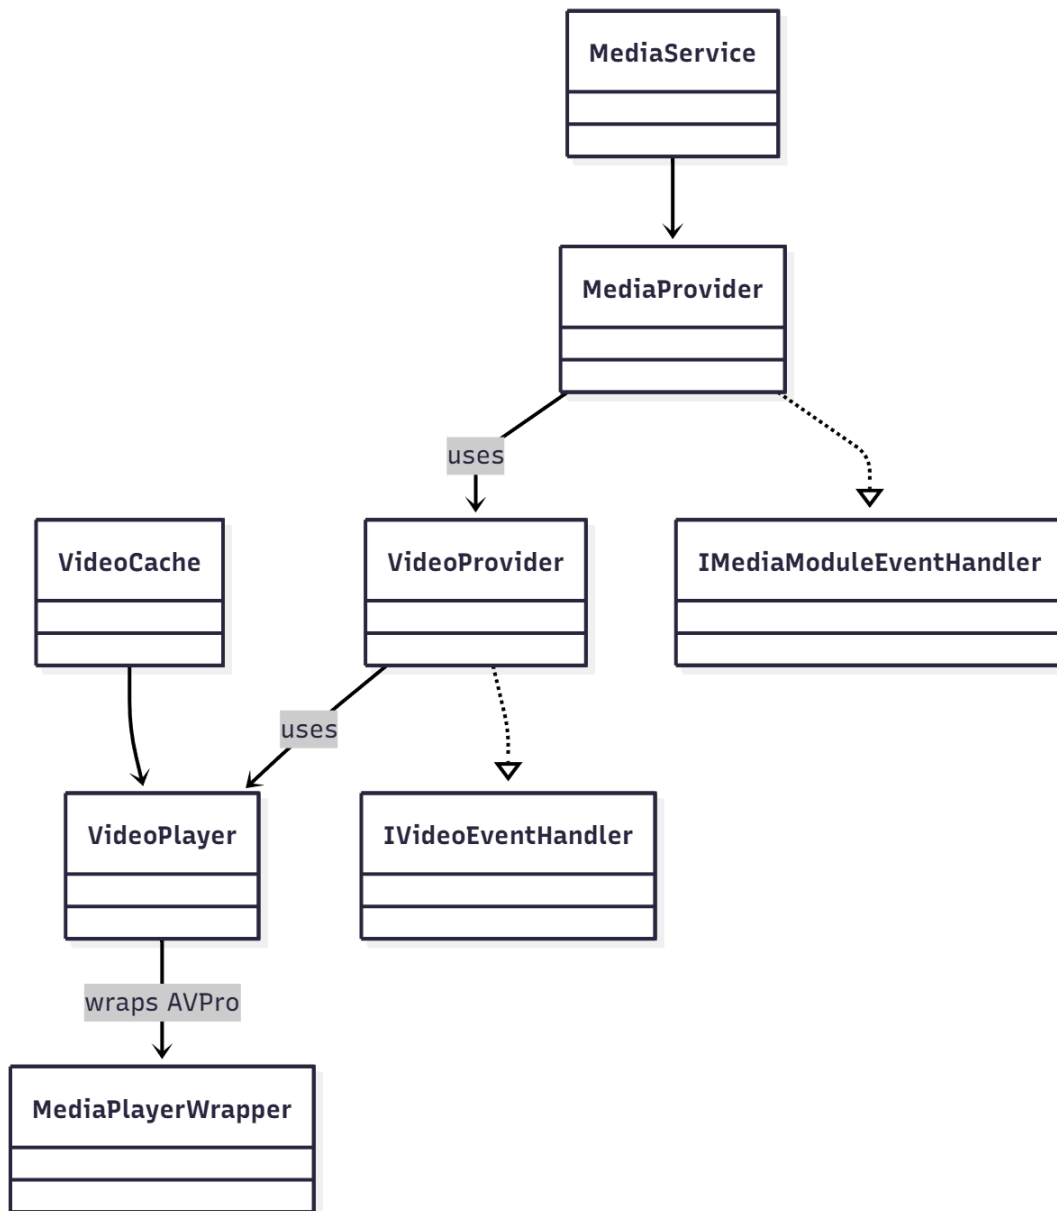 MediaService
MediaProvider
uses
VideoCache
VideoProvider
IMediaModuleEventHandler
uses
VideoPlayer
IVideoEventHandler
wraps AVPro
MediaPlayerWrapper